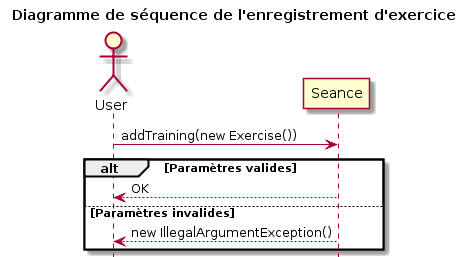 Diagramme de séquence de l'enregistrement d'exercice
User
Seance
addTraining(new Exercise())
alt [Paramètres valides]
OK
[Paramètres invalides]
new IllegalArgumentException()